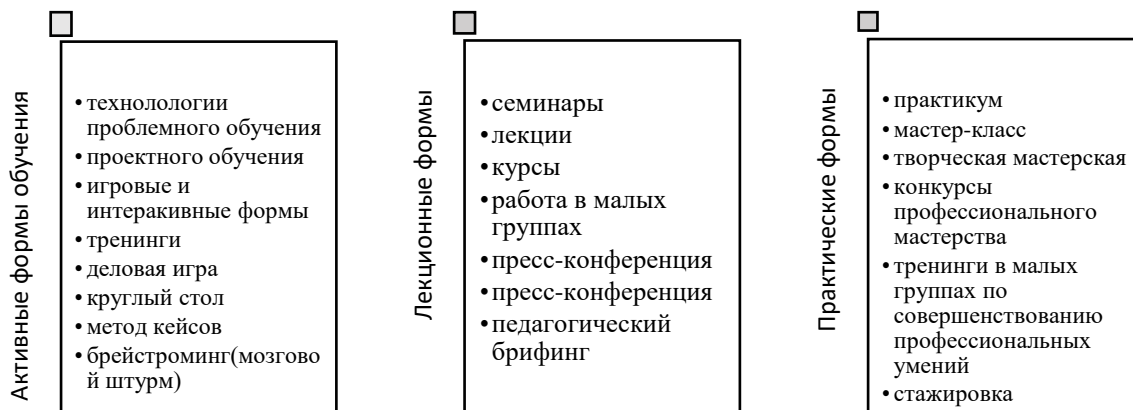 Активные формы обучения
• технолологии
проблемного обучения
• проектного обучения
• игровые и
интеракивные формы
• тренинги
• деловая игра
• круглый стол
• метод кейсов
• брейстроминг(мозгово
й штурм)
Лекционные формы
• семинары
• лекции
• курсы
• работа в малых
группах
• пресс-конференция
• пресс-конференция
• педагогический
брифинг
Практические формы
• практикум
• мастер-класс
• творческая мастерская
• конкурсы
профессионального
мастерства
• тренинги в малых
группах по
совершенствованию
профессиональных
умений
• стажировка